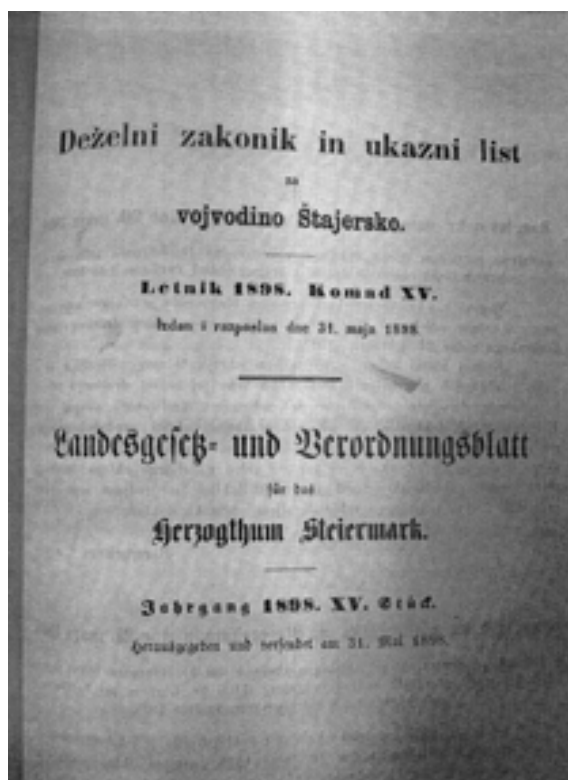 Deželni zakonik in ukazni list
za
vojvodino Štajersko.
Letnik 1898. Komad XV.
Izdan i razposlan dne 31. maja 1898.
Landesgesetz- und Verordnungsblatt
für das
Herzogthum Steiermark.
Jahrgang 1898. XV. Stück.
Herausgegeben und versendet am 31. Mai 1898.